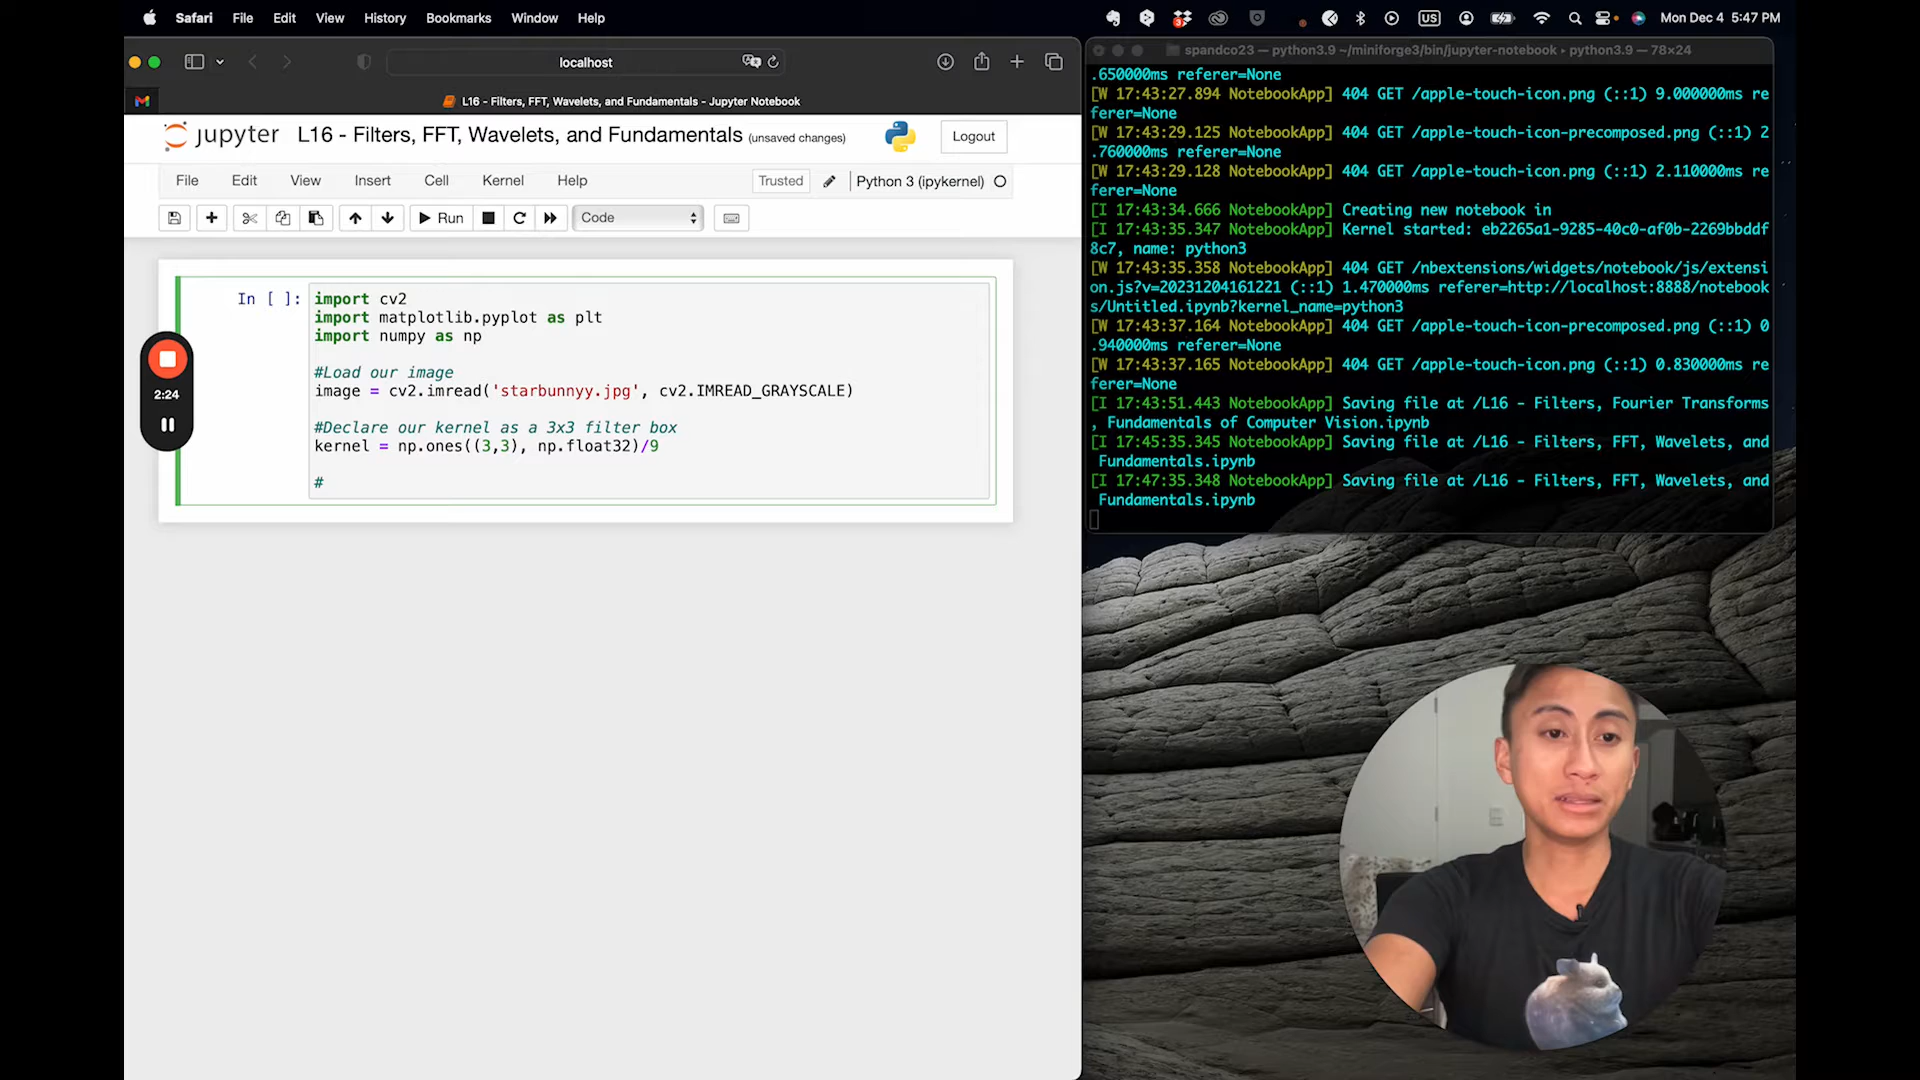 Safari File Edit View History Bookmarks Window Help
3 US Mon Dec 4 5:47 PM
localhost
L16 - Filters, FFT, Wavelets, and Fundamentals - Jupyter Notebook
jupyter L16 - Filters, FFT, Wavelets, and Fundamentals (unsaved changes) Logout
File Edit View Insert Cell Kernel Help Trusted Python 3 (ipykernel)
Run Code
In [ ]: import cv2
import matplotlib.pyplot as plt
import numpy as np
#Load our image
image = cv2.imread('starbunnyy.jpg', cv2.IMREAD_GRAYSCALE)
#Declare our kernel as a 3x3 filter box
kernel = np.ones((3,3), np.float32)/9
#
2:24
spandco23 — python3.9 ~/miniforge3/bin/jupyter-notebook ▸ python3.9 — 78×24
.650000ms referer=None
[W 17:43:27.894 NotebookApp] 404 GET /apple-touch-icon.png (::1) 9.000000ms re
ferer=None
[W 17:43:29.125 NotebookApp] 404 GET /apple-touch-icon-precomposed.png (::1) 2
.760000ms referer=None
[W 17:43:29.128 NotebookApp] 404 GET /apple-touch-icon.png (::1) 2.110000ms re
ferer=None
[I 17:43:34.666 NotebookApp] Creating new notebook in
[I 17:43:35.347 NotebookApp] Kernel started: eb2265a1-9285-40c0-af0b-2269bbddf
8c7, name: python3
[W 17:43:35.358 NotebookApp] 404 GET /nbextensions/widgets/notebook/js/extensi
on.js?v=20231204161221 (::1) 1.470000ms referer=http://localhost:8888/notebook
s/Untitled.ipynb?kernel_name=python3
[W 17:43:37.164 NotebookApp] 404 GET /apple-touch-icon-precomposed.png (::1) 0
.940000ms referer=None
[W 17:43:37.165 NotebookApp] 404 GET /apple-touch-icon.png (::1) 0.830000ms re
ferer=None
[I 17:43:51.443 NotebookApp] Saving file at /L16 - Filters, Fourier Transforms
, Fundamentals of Computer Vision.ipynb
[I 17:45:35.345 NotebookApp] Saving file at /L16 - Filters, FFT, Wavelets, and
Fundamentals.ipynb
[I 17:47:35.348 NotebookApp] Saving file at /L16 - Filters, FFT, Wavelets, and
Fundamentals.ipynb